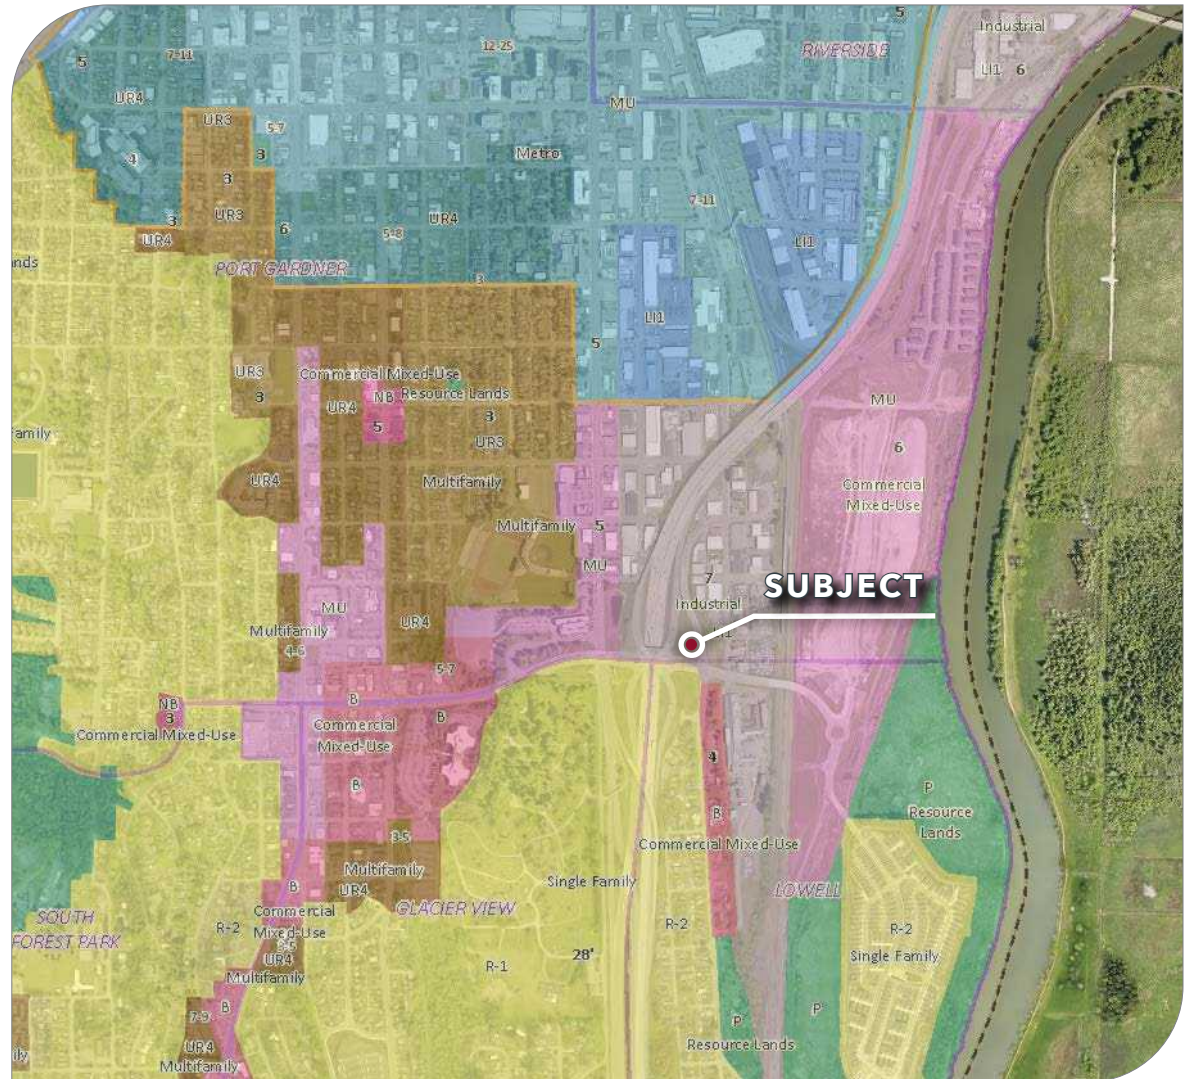 5
Industrial
12-25
RIVERSIDE
7-11
5
LI1 6
UR4
MU
UR3
5-7
Metro
3
4
3
7-11
UR3
UR4
3
6
5-8
UR4
LI1
nds
PORT GARDNER
3
LI1
5
UR3
Commercial Mixed-Use
3
NB
Resource Lands
UR4
MU
3
5
UR3
6
amily
UR4
Multifamily
Commercial
Mixed-Use
Multifamily
5
MU
7
SUBJECT
Industrial
MU
UR4
Multifamily
4-6
5-7
NB
3
B
B
Commercial Mixed-Use
Commercial
Mixed-Use
4
B
P
Resource
Lands
B
3-5
Commercial Mixed-Use
Multifamily
UR4
Single Family
LOWELL
B
SOUTH
FOREST PARK
Commercial
Mixed-Use
GLACIER VIEW
R-2
R-2
R-2
UR4
28'
Single Family
R-1
Multifamily
B
P
P
UR4
ily
Multifamily
Resource Lands